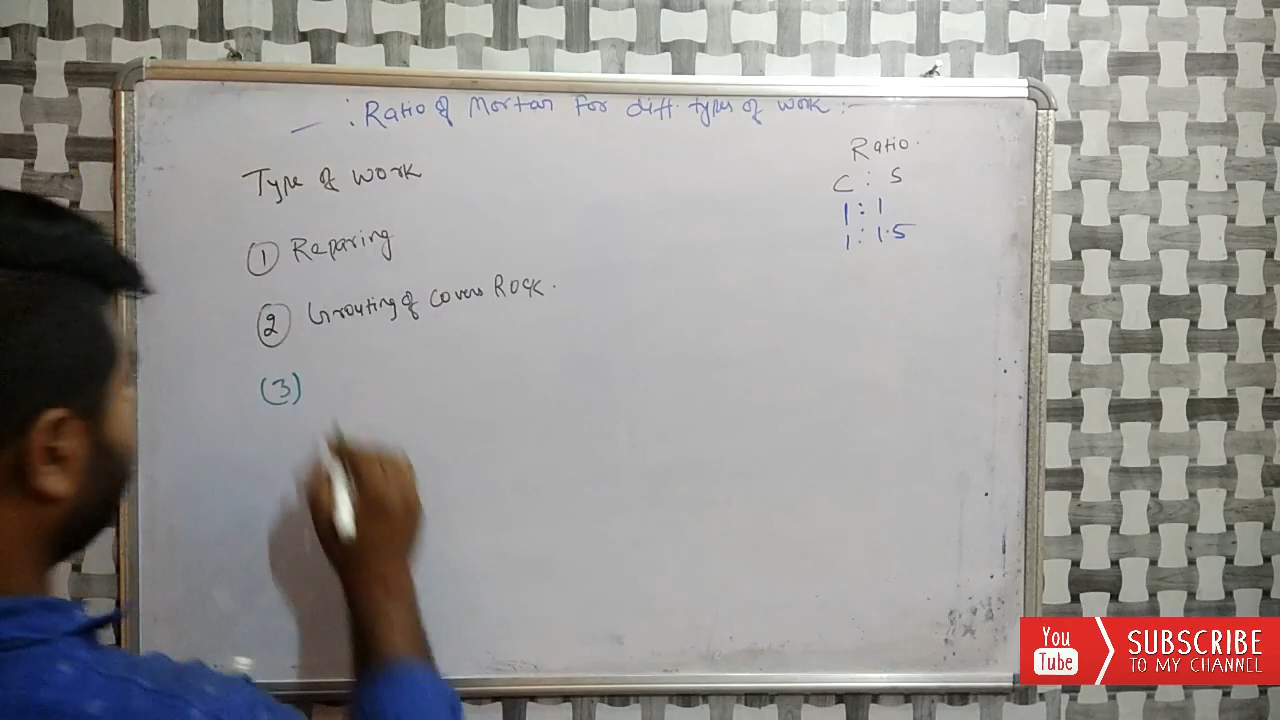 : Ratio of Mortar For diff. types of work :-
Ratio.
Type of work
C : S
1 : 1
1 : 1.5
① Reparing
② Grouting of Covers Rock.
(3)
You Tube
SUBSCRIBE
TO MY CHANNEL